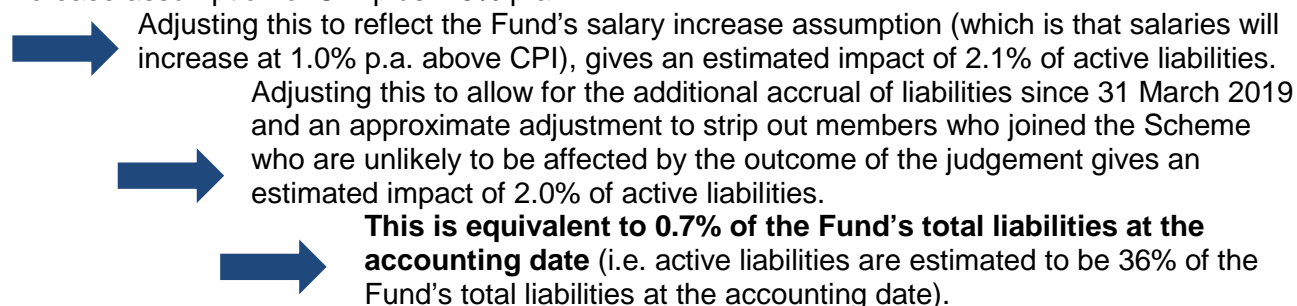 Adjusting this to reflect the Fund’s salary increase assumption (which is that salaries will
increase at 1.0% p.a. above CPI), gives an estimated impact of 2.1% of active liabilities.
Adjusting this to allow for the additional accrual of liabilities since 31 March 2019
and an approximate adjustment to strip out members who joined the Scheme
who are unlikely to be affected by the outcome of the judgement gives an
estimated impact of 2.0% of active liabilities.
This is equivalent to 0.7% of the Fund’s total liabilities at the
accounting date (i.e. active liabilities are estimated to be 36% of the
Fund’s total liabilities at the accounting date).